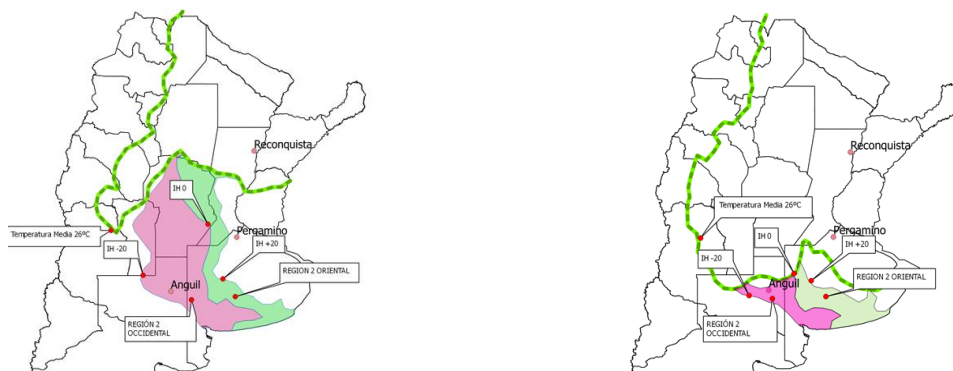 Reconquista
IH 0
Temperatura Media 26ºC
Pergamino
IH -20
IH +20
REGION 2 ORIENTAL
Anguil
REGIÓN 2
OCCIDENTAL
Reconquista
Temperatura Media 26ºC
IH 0
Pergamino
IH +20
IH -20
REGION 2 ORIENTAL
Anguil
REGIÓN 2
OCCIDENTAL